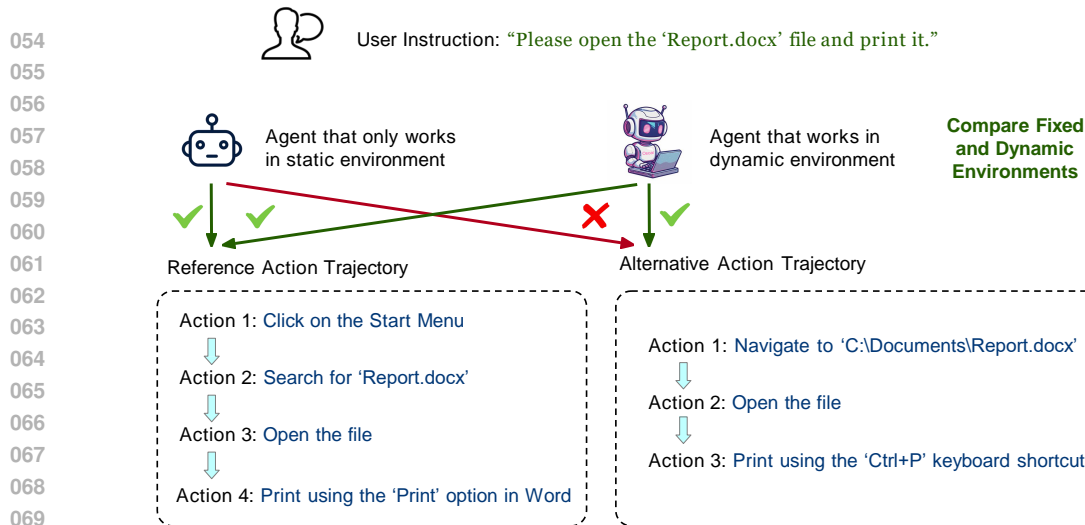 054
055
056
057
058
059
060
061
062
063
064
065
066
067
068
069
User Instruction: “Please open the ‘Report.docx’ file and print it.”
Agent that only works
in static environment
Agent that works in
dynamic environment
Compare Fixed
and Dynamic
Environments
Reference Action Trajectory
Action 1: Click on the Start Menu
Action 2: Search for ‘Report.docx’
Action 3: Open the file
Action 4: Print using the ‘Print’ option in Word
Alternative Action Trajectory
Action 1: Navigate to ‘C:\Documents\Report.docx’
Action 2: Open the file
Action 3: Print using the ‘Ctrl+P’ keyboard shortcut